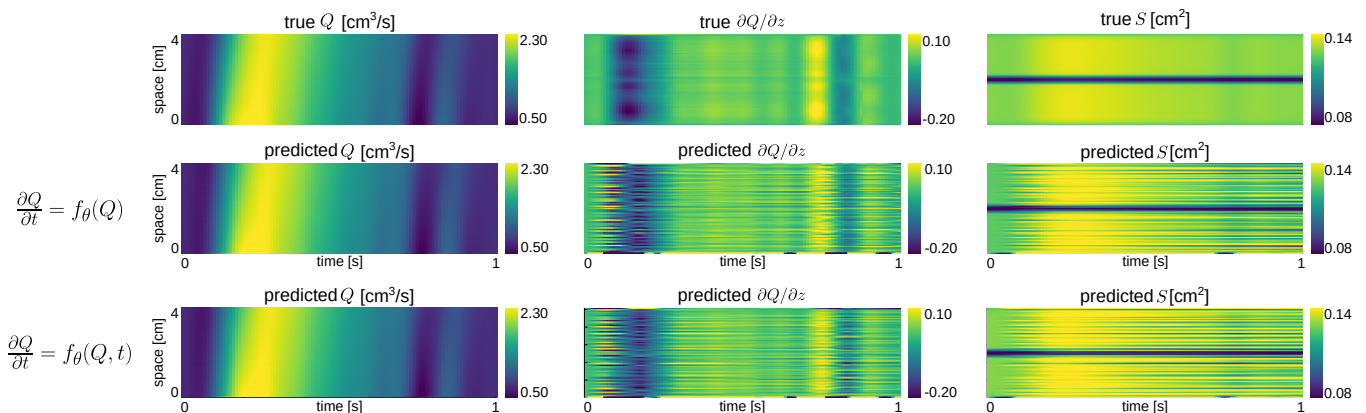 true Q [cm³/s]
true ∂Q/∂z
true S [cm²]
space [cm]
4
0
2.30
0.50
0.10
-0.20
0.14
0.08
∂Q/∂t = fθ(Q)
predicted Q [cm³/s]
predicted ∂Q/∂z
predicted S[cm²]
space [cm]
4
0
2.30
0.50
0.10
-0.20
0.14
0.08
0 time [s] 1
0 time [s] 1
0 time [s] 1
∂Q/∂t = fθ(Q, t)
predicted Q [cm³/s]
predicted ∂Q/∂z
predicted S[cm²]
space [cm]
4
0
2.30
0.50
0.10
-0.20
0.14
0.08
0 time [s] 1
0 time [s] 1
0 time [s] 1